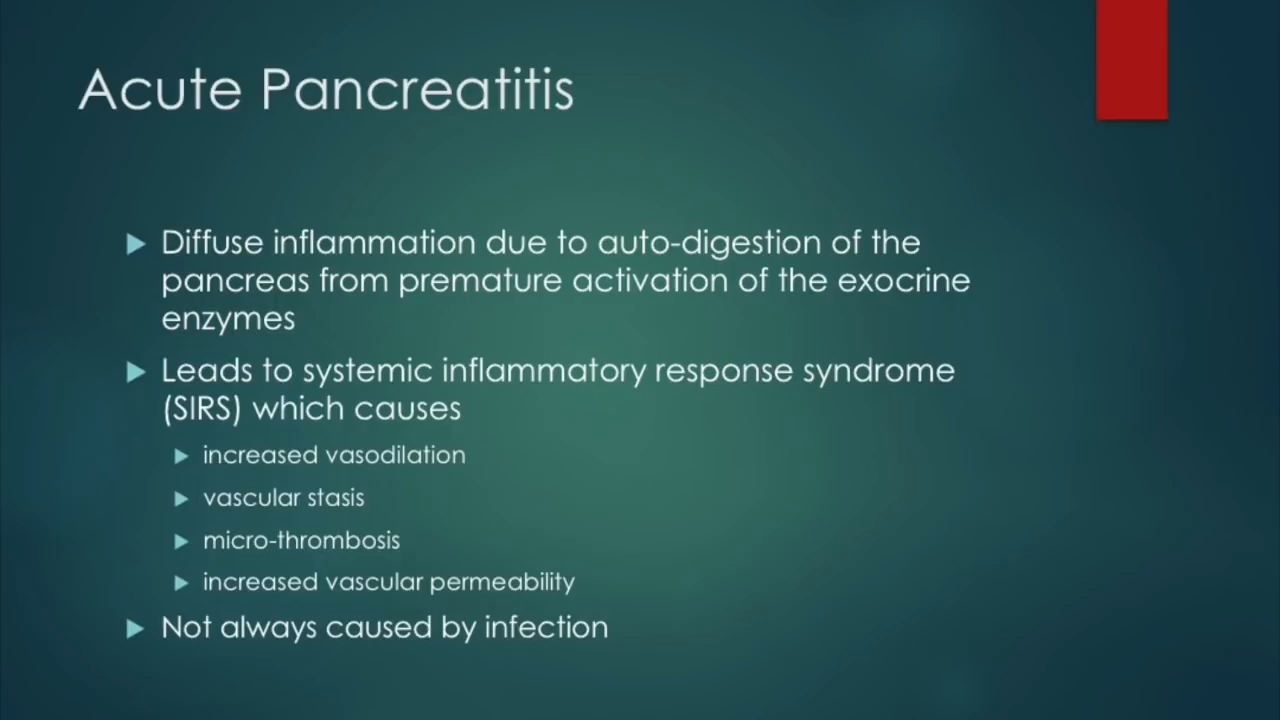 Acute Pancreatitis
Diffuse inflammation due to auto-digestion of the
pancreas from premature activation of the exocrine
enzymes
Leads to systemic inflammatory response syndrome
(SIRS) which causes
increased vasodilation
vascular stasis
micro-thrombosis
increased vascular permeability
Not always caused by infection